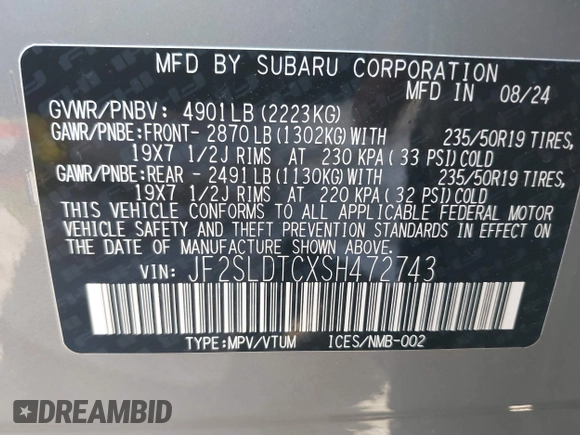 MFD BY SUBARU CORPORATION
MFD IN 08/24
GVWR/PNBV: 4901LB (2223KG)
GAWR/PNBE:FRONT- 2870LB (1302KG)WITH 235/50R19 TIRES,
19X7 1/2J RIMS AT 230 KPA (33 PSI)COLD
GAWR/PNBE:REAR - 2491LB (1130KG)WITH 235/50R19 TIRES,
19X7 1/2J RIMS AT 220 KPA (32 PSI)COLD
THIS VEHICLE CONFORMS TO ALL APPLICABLE FEDERAL MOTOR
VEHICLE SAFETY AND THEFT PREVENTION STANDARDS IN EFFECT ON
THE DATE OF MANUFACTURE SHOWN ABOVE.
VIN: JF2SLDTCXSH472743
TYPE:MPV/VTUM ICES/NMB-002
DREAMBID